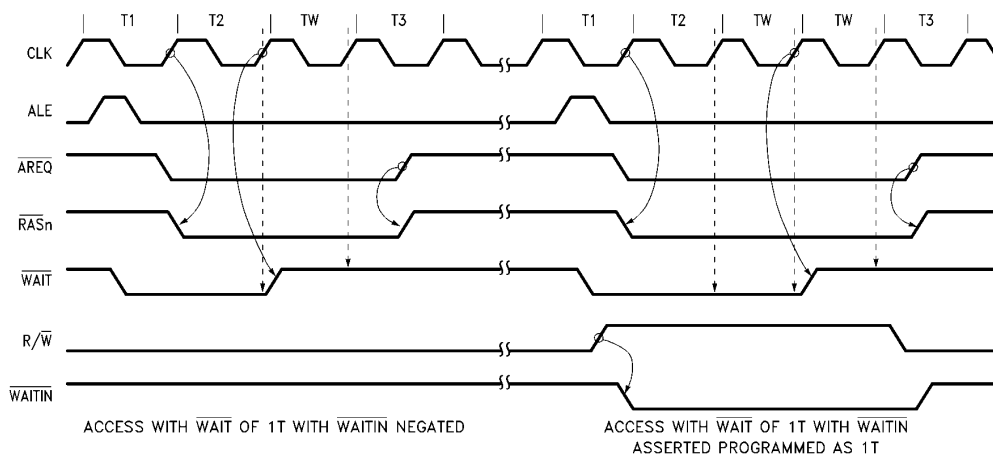 T1 T2 TW T3 T1 T2 TW TW T3
CLK
ALE
AREQ
RASn
WAIT
R/W
WAITIN
ACCESS WITH WAIT OF 1T WITH WAITIN NEGATED
ACCESS WITH WAIT OF 1T WITH WAITIN
ASSERTED PROGRAMMED AS 1T